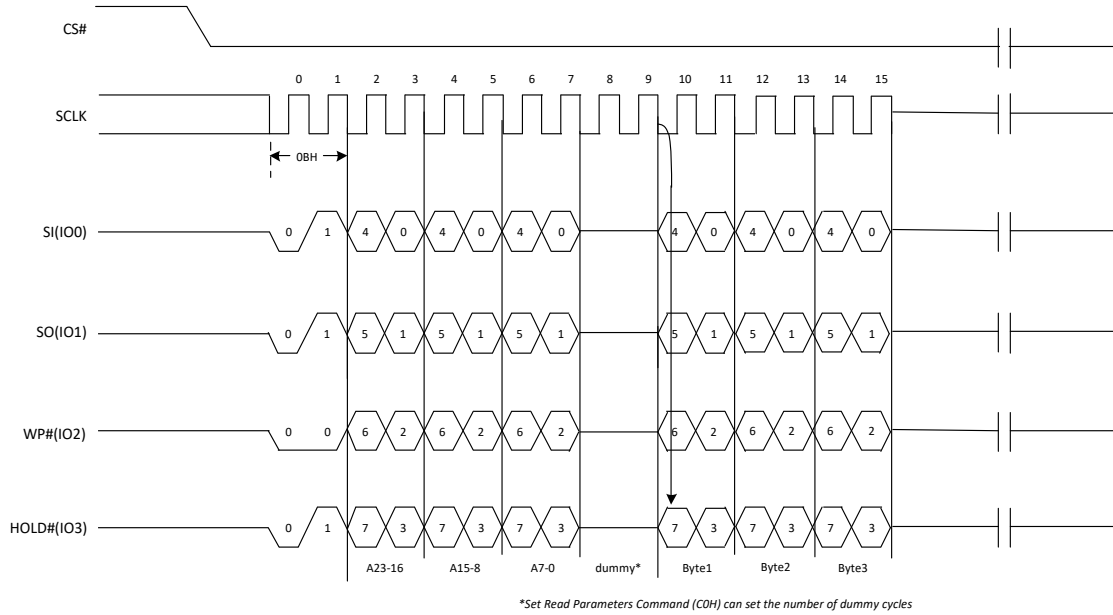 CS#
0 1 2 3 4 5 6 7 8 9 10 11 12 13 14 15
SCLK
0BH
SI(IO0) 0 1 4 0 4 0 4 0 4 0 4 0 4 0
SO(IO1) 0 1 5 1 5 1 5 1 5 1 5 1 5 1
WP#(IO2) 0 0 6 2 6 2 6 2 6 2 6 2 6 2
HOLD#(IO3) 0 1 7 3 7 3 7 3 7 3 7 3 7 3
A23-16 A15-8 A7-0 dummy* Byte1 Byte2 Byte3
*Set Read Parameters Command (C0H) can set the number of dummy cycles